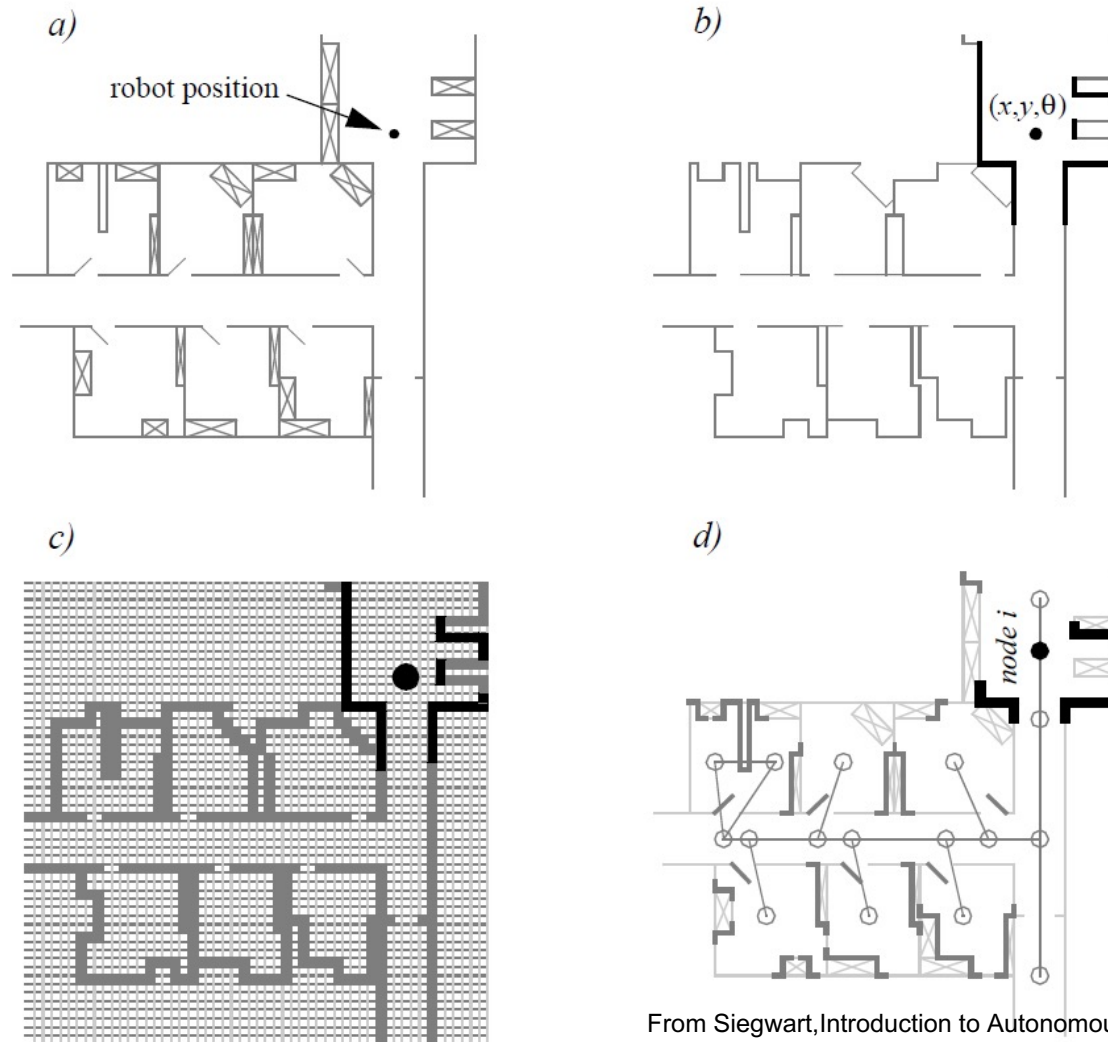 a)
b)
robot position
(x,y,θ)
c)
d)
node i
From Siegwart,Introduction to Autonomou